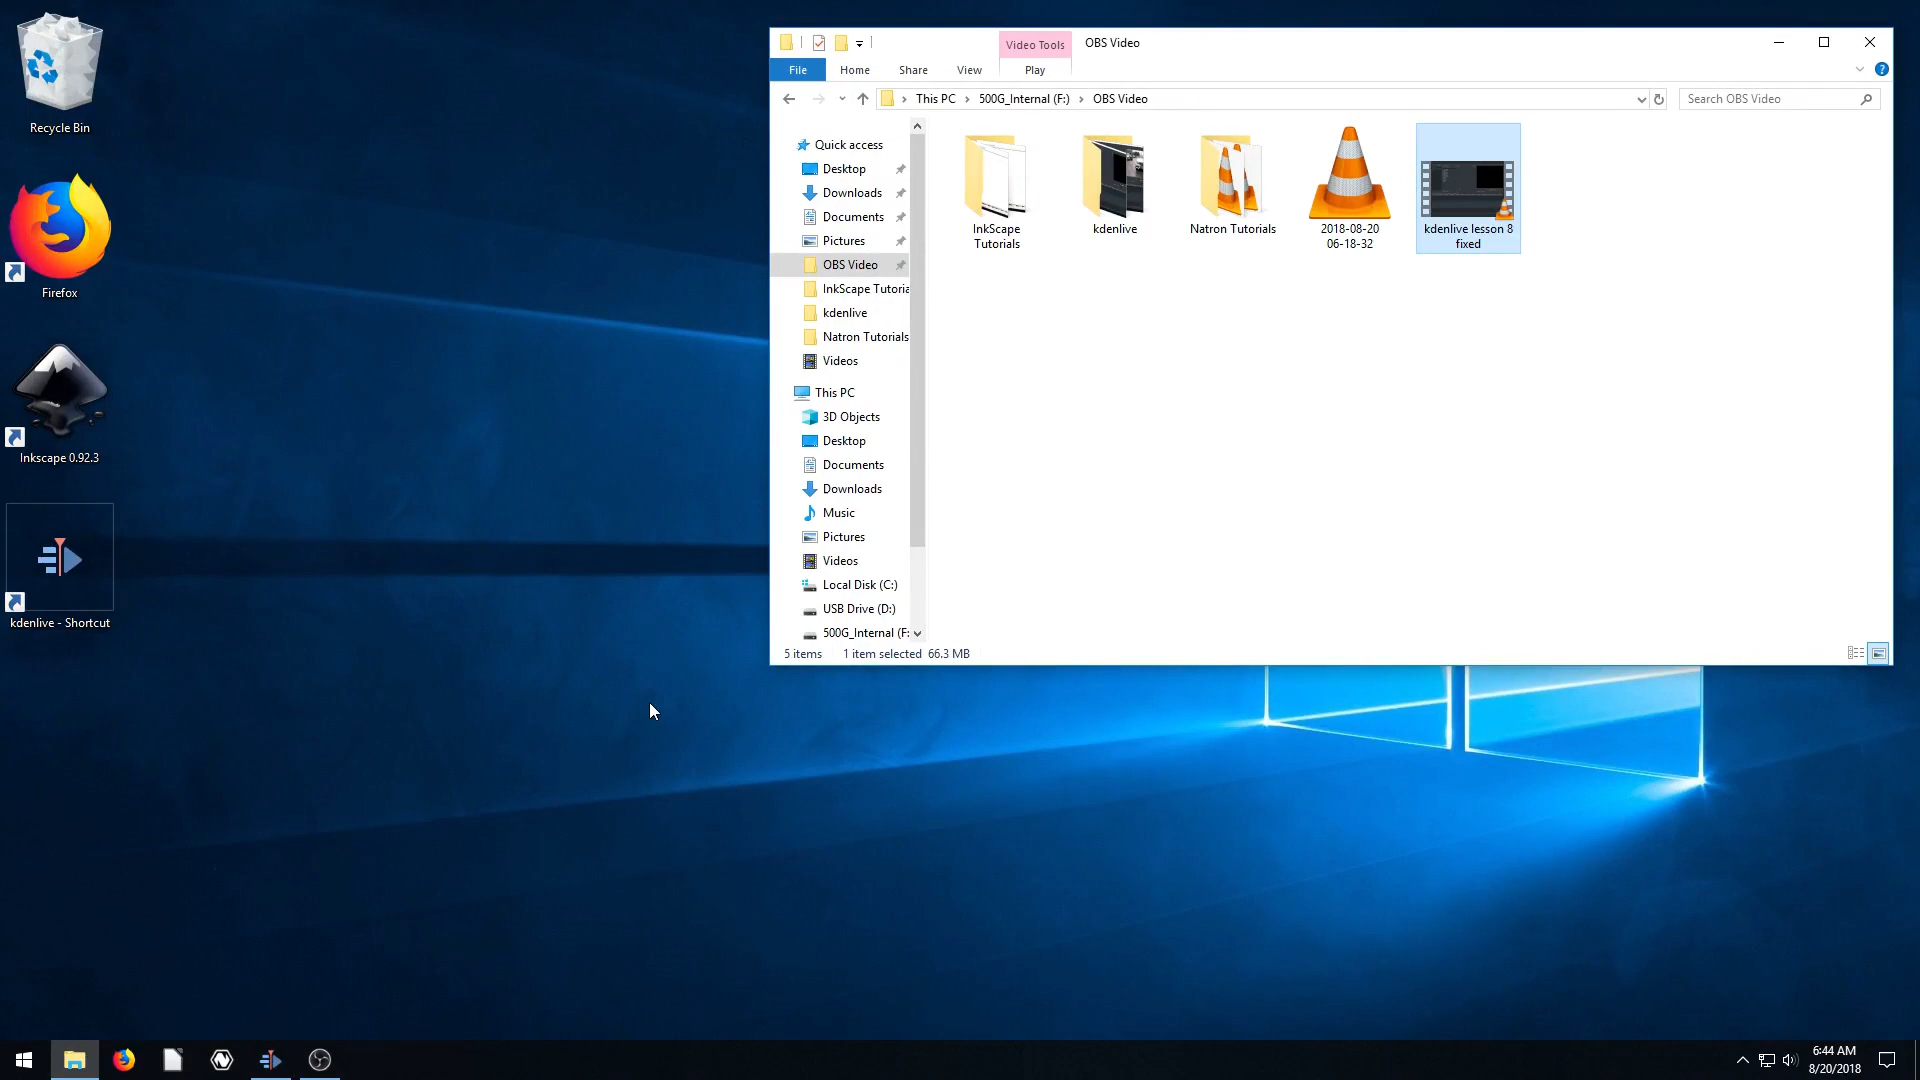 Recycle Bin
Firefox
Inkscape 0.92.3
kdenlive - Shortcut
Video Tools
OBS Video
File
Home
Share
View
Play
This PC
500G_Internal (F:)
OBS Video
Search OBS Video
Quick access
Desktop
Downloads
Documents
Pictures
OBS Video
InkScape Tutoria
kdenlive
Natron Tutorials
Videos
This PC
3D Objects
Desktop
Documents
Downloads
Music
Pictures
Videos
Local Disk (C:)
USB Drive (D:)
500G_Internal (F:
InkScape
Tutorials
kdenlive
Natron Tutorials
2018-08-20
06-18-32
kdenlive lesson 8
fixed
5 items
1 item selected 66.3 MB
6:44 AM
8/20/2018